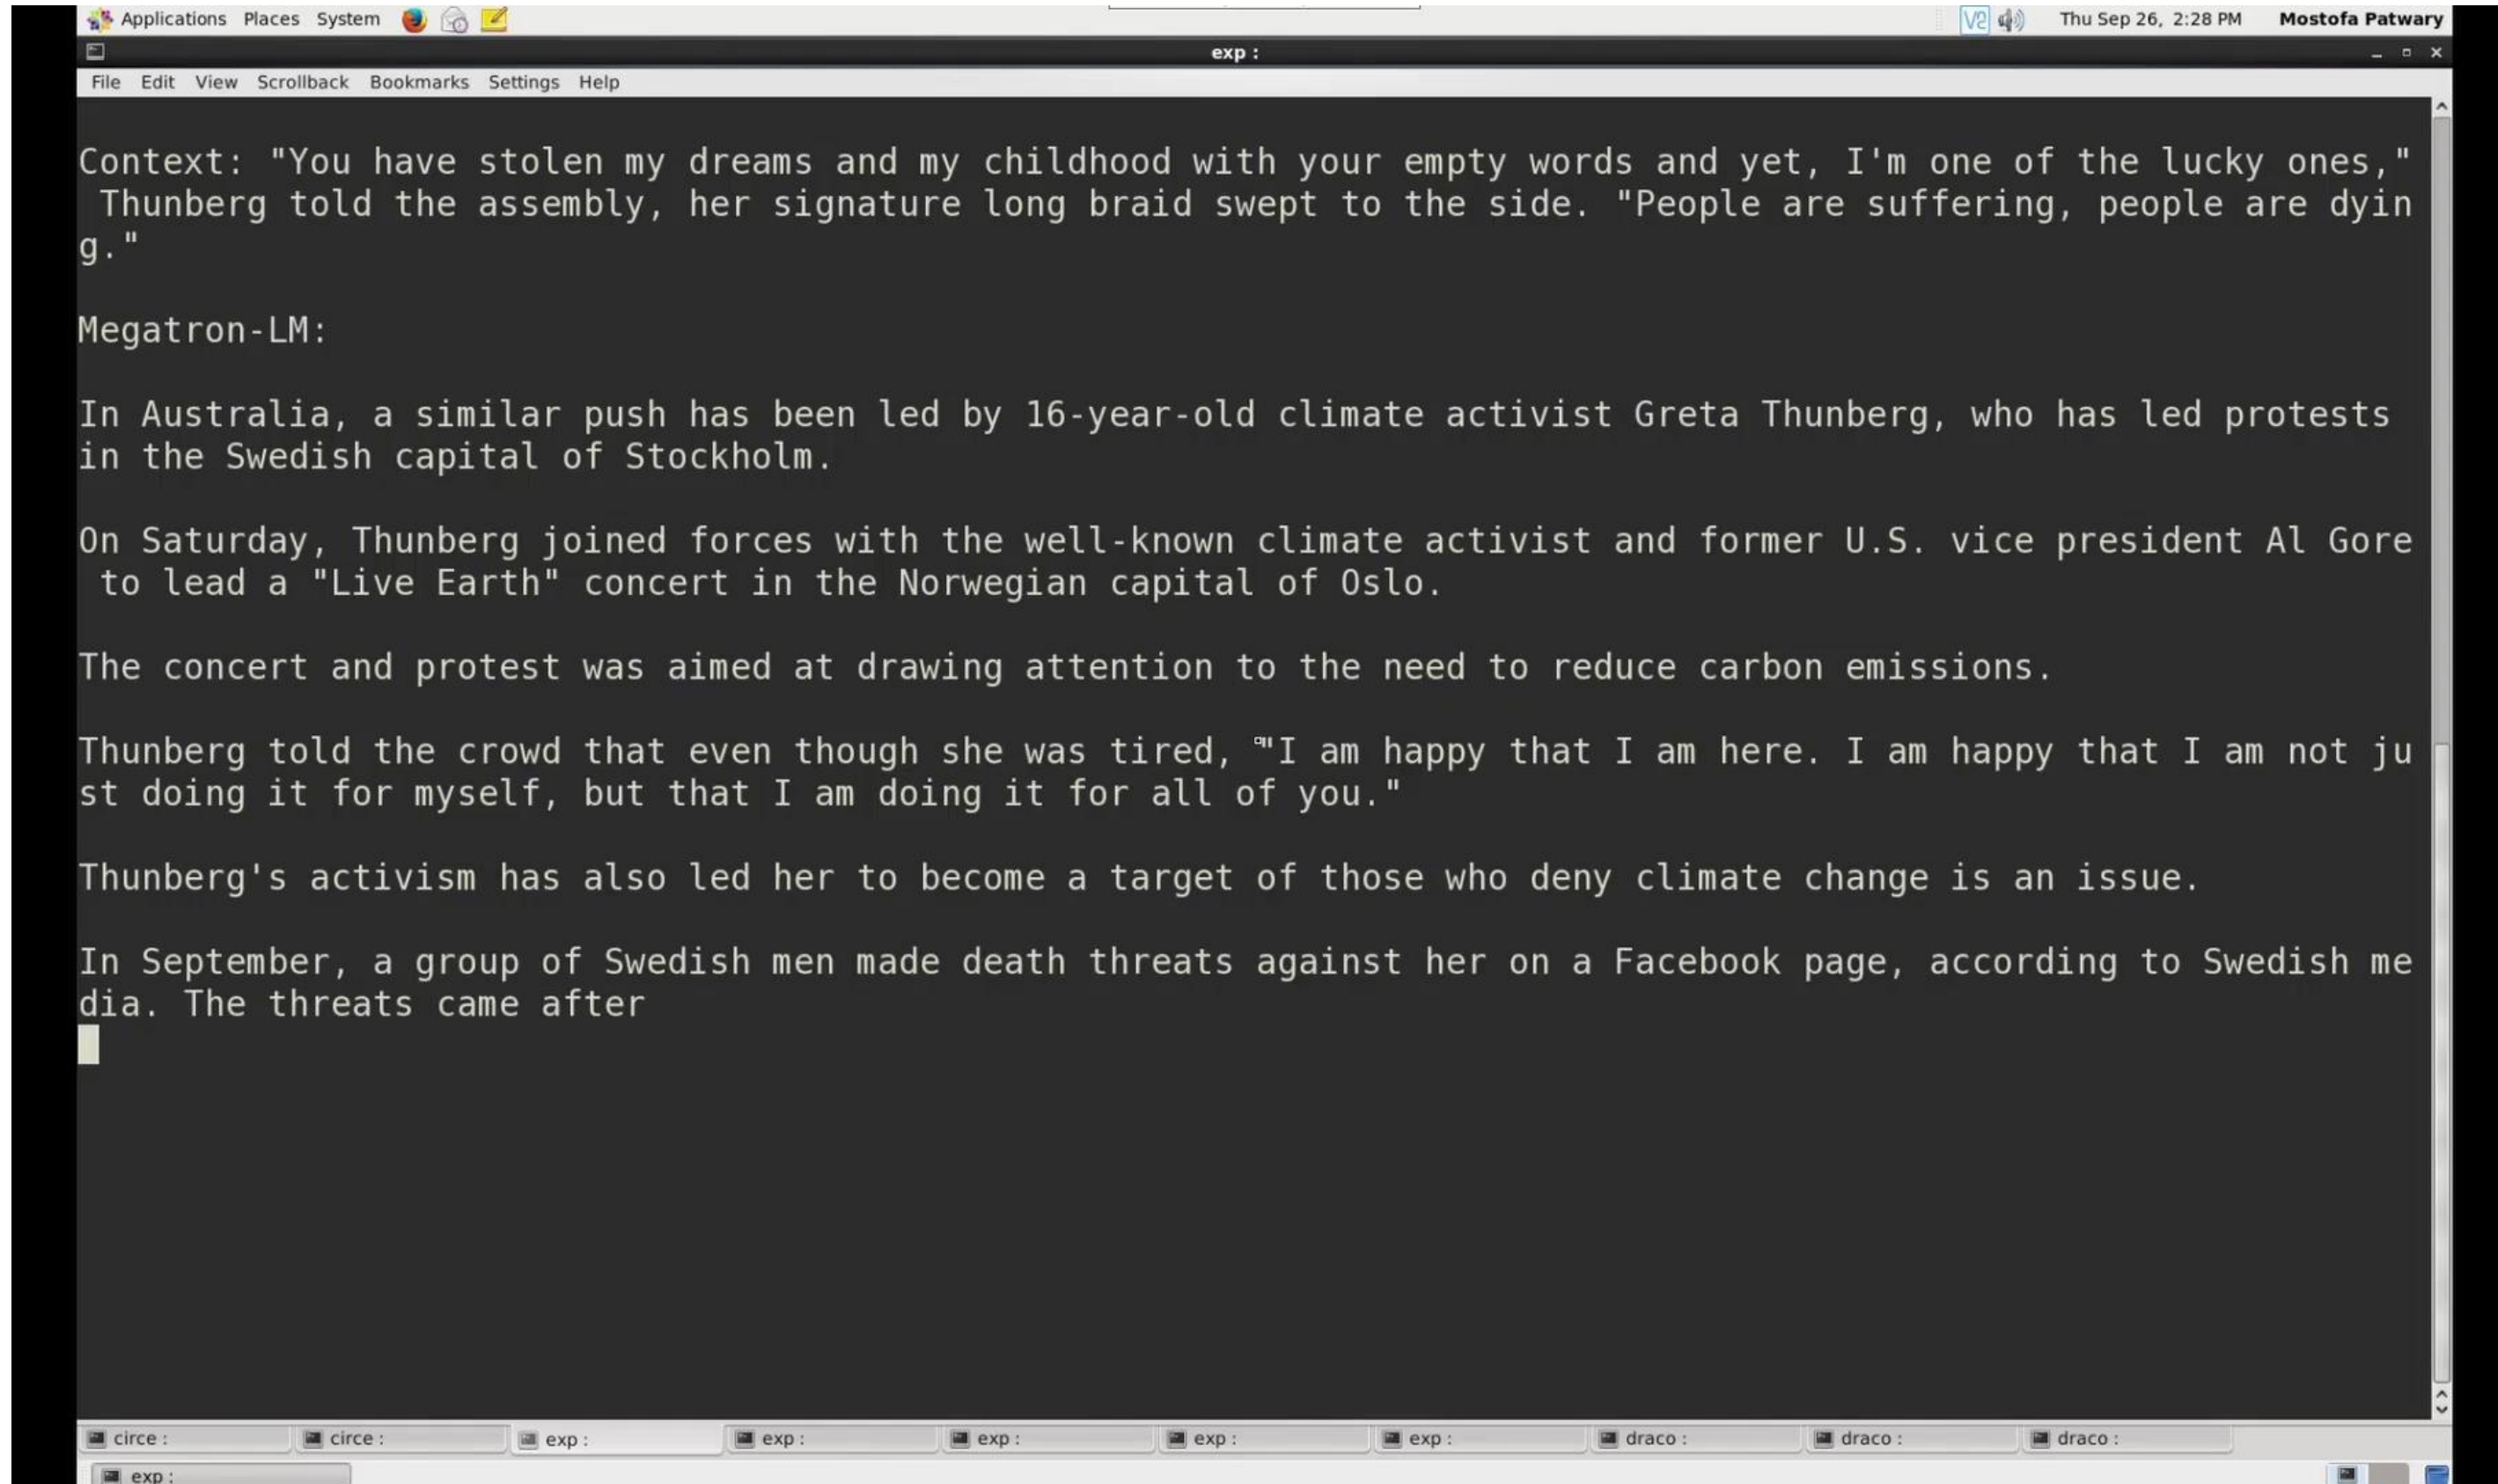 Applications Places System Thu Sep 26, 2:28 PM Mostofa Patwary
exp :
File Edit View Scrollback Bookmarks Settings Help
Context: "You have stolen my dreams and my childhood with your empty words and yet, I'm one of the lucky ones,"
Thunberg told the assembly, her signature long braid swept to the side. "People are suffering, people are dyin
g."
Megatron-LM:
In Australia, a similar push has been led by 16-year-old climate activist Greta Thunberg, who has led protests
in the Swedish capital of Stockholm.
On Saturday, Thunberg joined forces with the well-known climate activist and former U.S. vice president Al Gore
to lead a "Live Earth" concert in the Norwegian capital of Oslo.
The concert and protest was aimed at drawing attention to the need to reduce carbon emissions.
Thunberg told the crowd that even though she was tired, "I am happy that I am here. I am happy that I am not ju
st doing it for myself, but that I am doing it for all of you."
Thunberg's activism has also led her to become a target of those who deny climate change is an issue.
In September, a group of Swedish men made death threats against her on a Facebook page, according to Swedish me
dia. The threats came after
circe : circe : exp : exp : exp : exp : exp : draco : draco : draco :
exp :